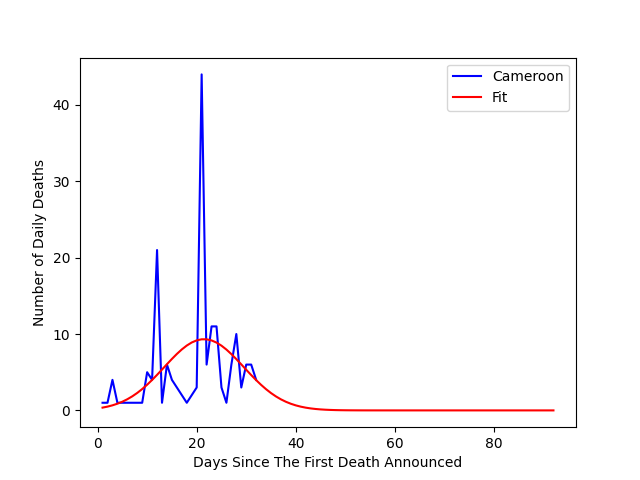 Cameroon
Fit
Number of Daily Deaths
40
30
20
10
0
0 20 40 60 80
Days Since The First Death Announced